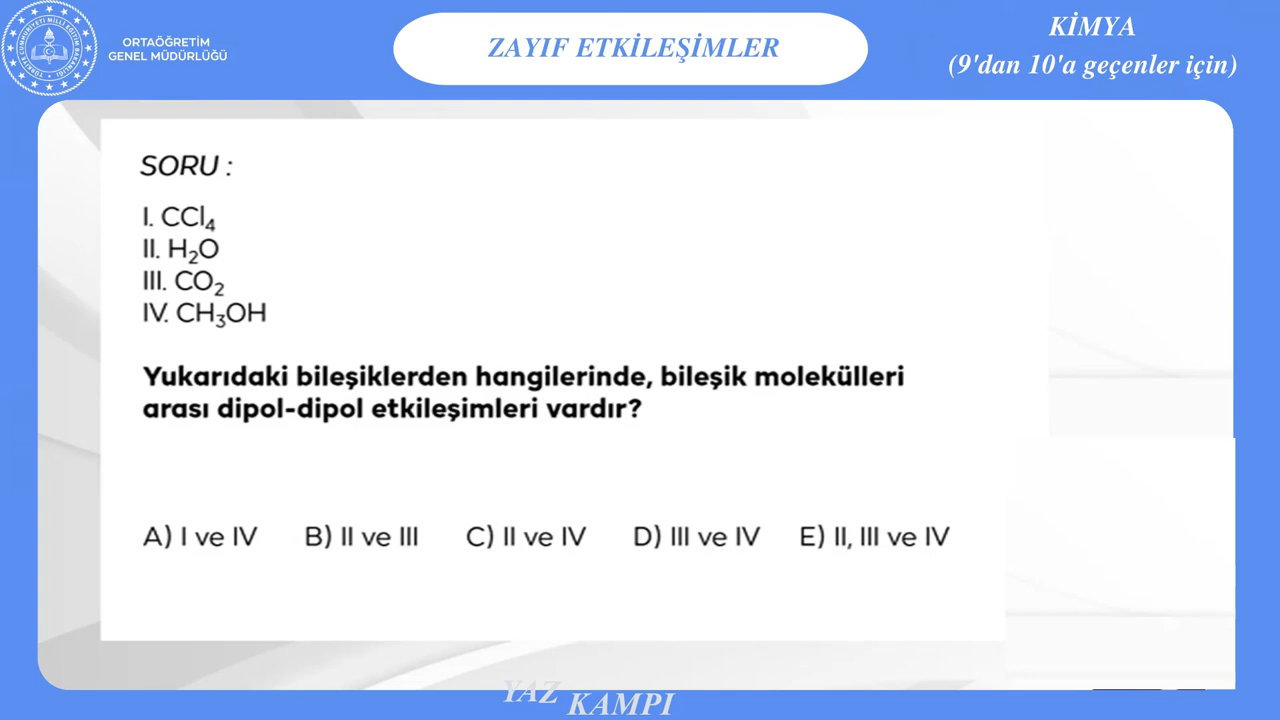 ORTAÖĞRETİM
GENEL MÜDÜRLÜĞÜ
ZAYIF ETKİLEŞİMLER
KİMYA
(9'dan 10'a geçenler için)
SORU :
I. CCl₄
II. H₂O
III. CO₂
IV. CH₃OH
Yukarıdaki bileşiklerden hangilerinde, bileşik molekülleri
arası dipol-dipol etkileşimleri vardır?
A) I ve IV B) II ve III C) II ve IV D) III ve IV E) II, III ve IV
YAZ KAMPI